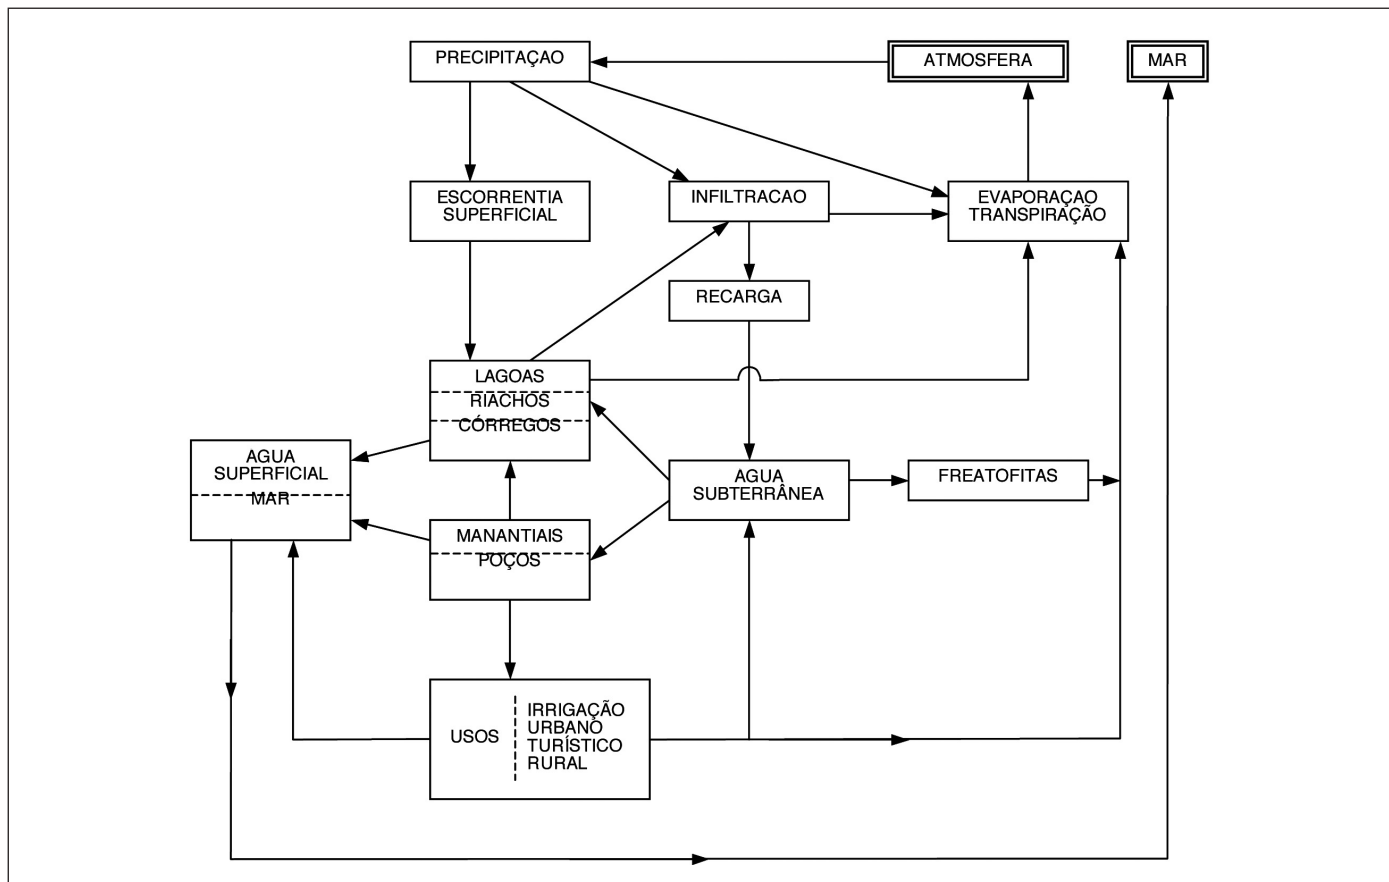 PRECIPITAÇAO
ATMOSFERA
MAR
ESCORRENTIA
SUPERFICIAL
INFILTRACAO
EVAPORAÇAO
TRANSPIRAÇÃO
RECARGA
LAGOAS
RIACHOS
CÓRREGOS
AGUA
SUPERFICIAL
MAR
AGUA
SUBTERRÂNEA
FREATOFITAS
MANANTIAIS
POÇOS
USOS
IRRIGAÇÃO
URBANO
TURÍSTICO
RURAL